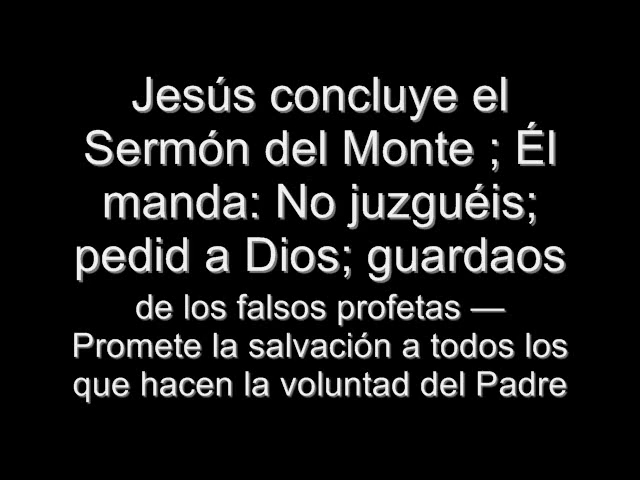 Jesús concluye el
Sermón del Monte ; Él
manda: No juzguéis;
pedid a Dios; guardaos
de los falsos profetas —
Promete la salvación a todos los
que hacen la voluntad del Padre